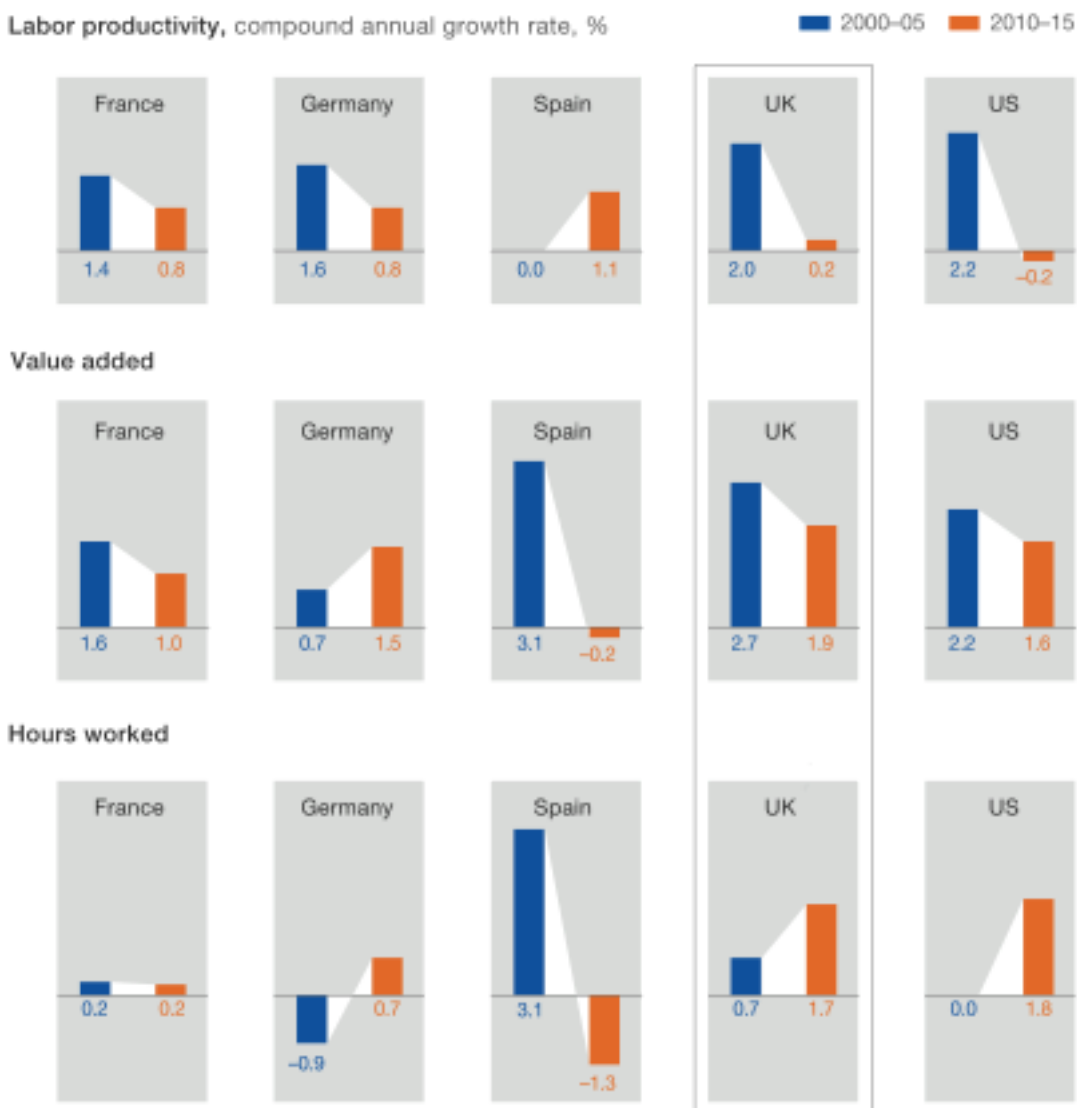 Labor productivity, compound annual growth rate, % 2000–05 2010–15
France Germany Spain UK US
1.4 0.8 1.6 0.8 0.0 1.1 2.0 0.2 2.2 –0.2
Value added
France Germany Spain UK US
1.6 1.0 0.7 1.5 3.1 –0.2 2.7 1.9 2.2 1.6
Hours worked
France Germany Spain UK US
0.2 0.2 –0.9 0.7 3.1 –1.3 0.7 1.7 0.0 1.8